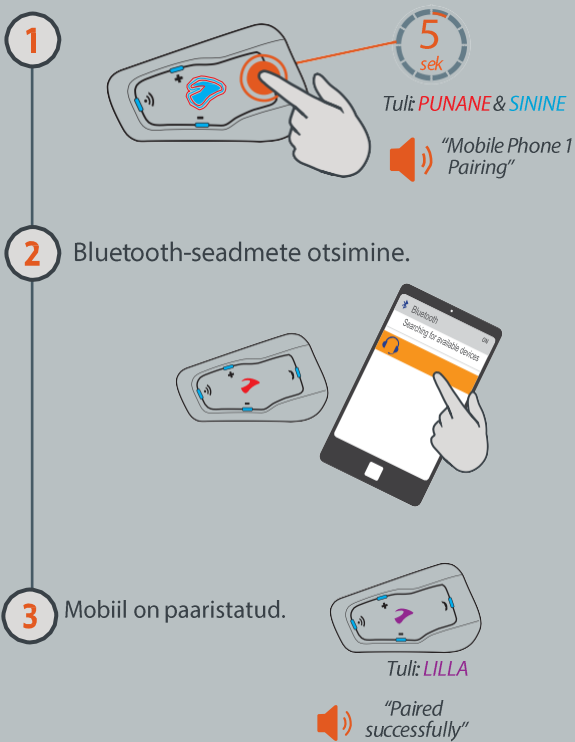 1
5
sek
Tuli: PUNANE & SININE
“Mobile Phone 1
Pairing”
2
Bluetooth-seadmete otsimine.
Bluetooth
ON
Searching for available devices
3
Mobiil on paaristatud.
Tuli: LILLA
“Paired
successfully”